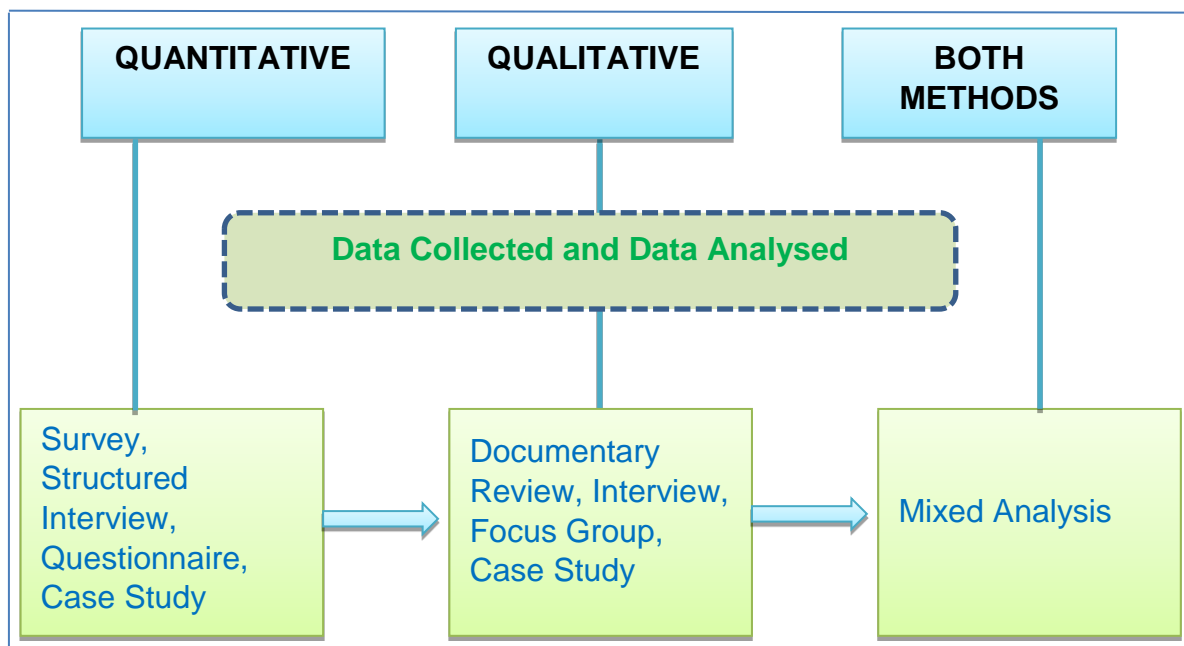 QUANTITATIVE
QUALITATIVE
BOTH
METHODS
Data Collected and Data Analysed
Survey,
Structured
Interview,
Questionnaire,
Case Study
Documentary
Review, Interview,
Focus Group,
Case Study
Mixed Analysis